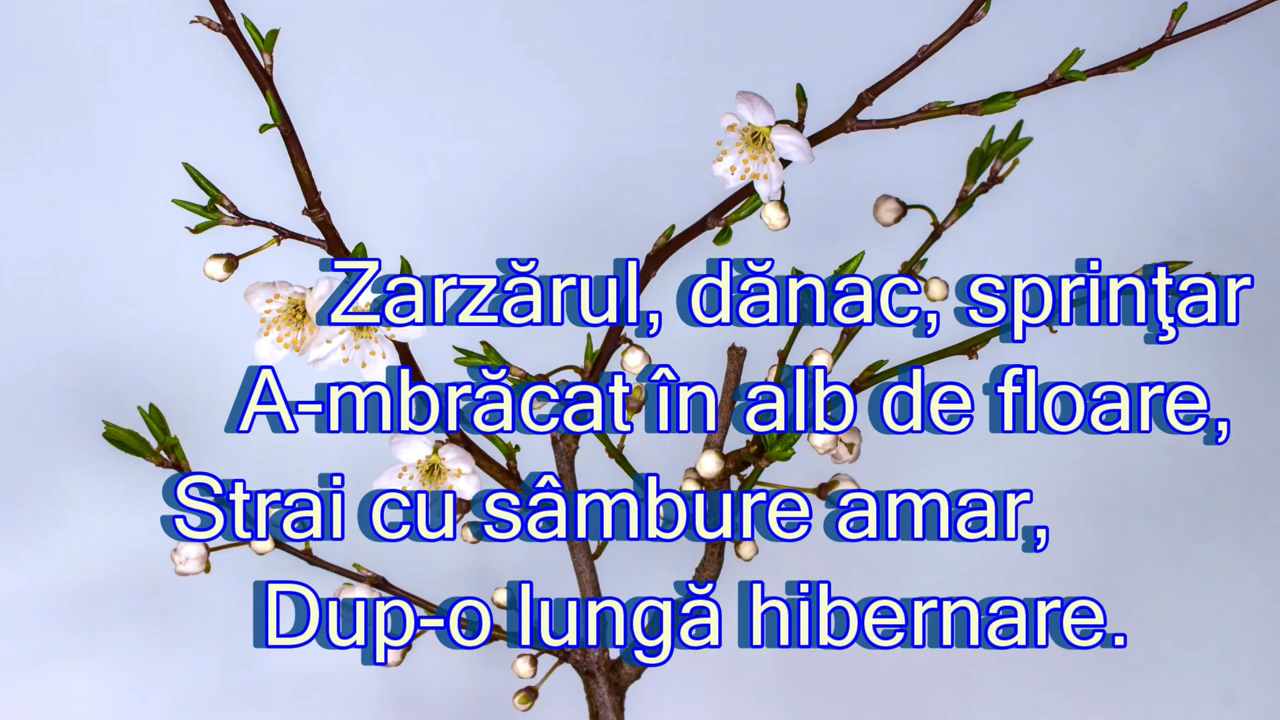 Zarzărul, dănac, sprinţar
A-mbrăcat în alb de floare,
Strai cu sâmbure amar,
Dup-o lungă hibernare.